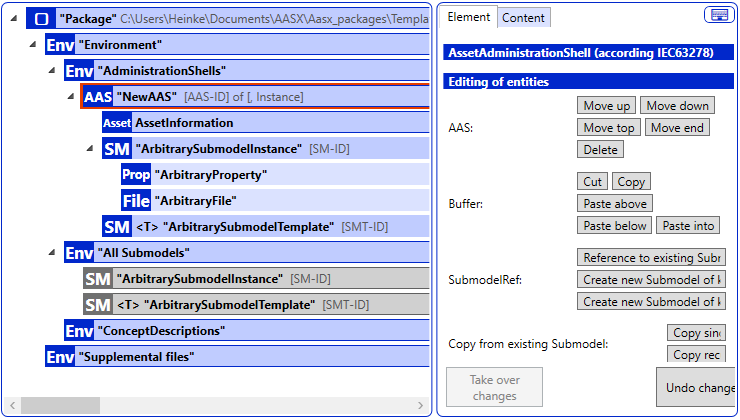 "Package" C:\Users\Heinke\Documents\AASX\Aasx_packages\Templa
Env "Environment"
Env "AdministrationShells"
AAS "NewAAS" [AAS-ID] of [, Instance]
Asset AssetInformation
SM "ArbitrarySubmodelInstance" [SM-ID]
Prop "ArbitraryProperty"
File "ArbitraryFile"
SM <T> "ArbitrarySubmodelTemplate" [SMT-ID]
Env "All Submodels"
SM "ArbitrarySubmodelInstance" [SM-ID]
SM <T> "ArbitrarySubmodelTemplate" [SMT-ID]
Env "ConceptDescriptions"
Env "Supplemental files"
Element Content
AssetAdministrationShell (according IEC63278)
Editing of entities
AAS:
Move up Move down
Move top Move end
Delete
Buffer:
Cut Copy
Paste above
Paste below Paste into
SubmodelRef:
Reference to existing Subm
Create new Submodel of k
Create new Submodel of k
Copy from existing Submodel:
Copy sing
Copy rec
Take over
changes
Undo change